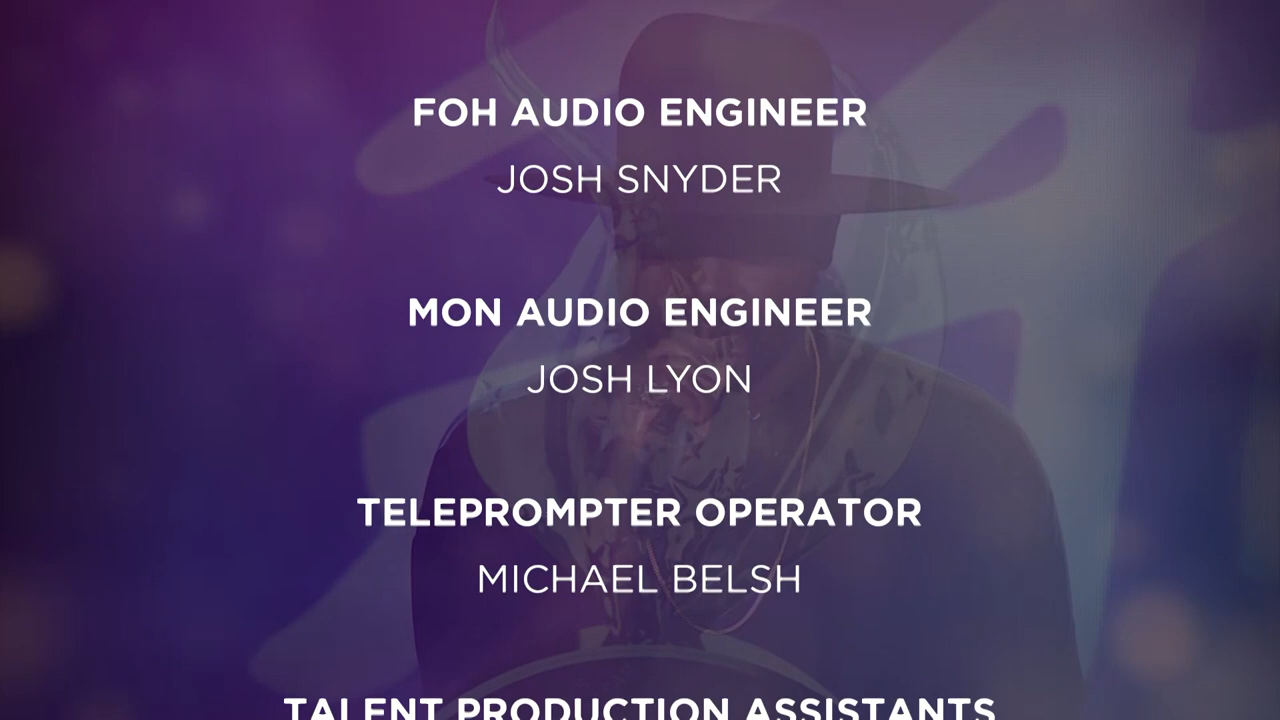 FOH AUDIO ENGINEER
JOSH SNYDER
MON AUDIO ENGINEER
JOSH LYON
TELEPROMPTER OPERATOR
MICHAEL BELSH
TALENT PRODUCTION ASSISTANTS